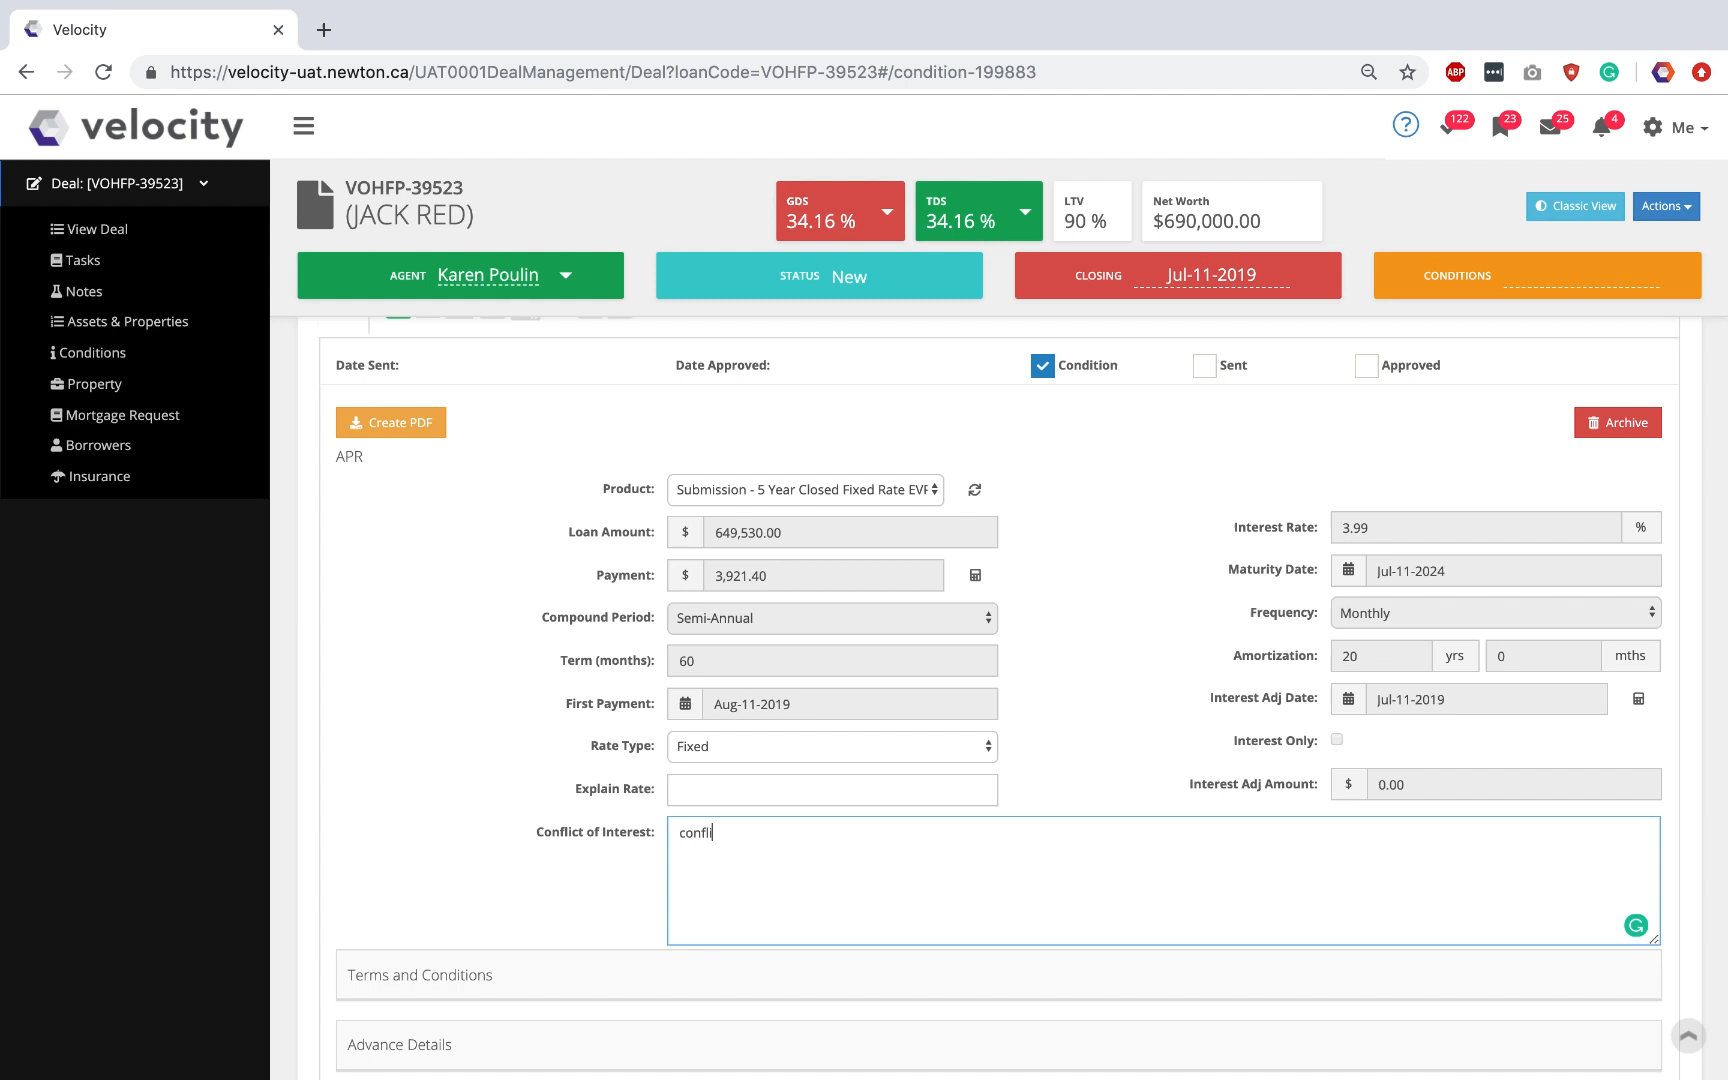 Velocity
https://velocity-uat.newton.ca/UAT0001DealManagement/Deal?loanCode=VOHFP-39523#/condition-199883
ABP
velocity
? 122 23 25 4 Me
Deal: [VOHFP-39523]
View Deal
Tasks
Notes
Assets & Properties
Conditions
Property
Mortgage Request
Borrowers
Insurance
VOHFP-39523
(JACK RED)
GDS
34.16 %
TDS
34.16 %
LTV
90 %
Net Worth
$690,000.00
Classic View
Actions
AGENT Karen Poulin
STATUS New
CLOSING Jul-11-2019
CONDITIONS
Date Sent:
Date Approved:
Condition
Sent
Approved
Create PDF
Archive
APR
Product: Submission - 5 Year Closed Fixed Rate EVF
Loan Amount: $ 649,530.00
Interest Rate: 3.99 %
Payment: $ 3,921.40
Maturity Date: Jul-11-2024
Compound Period: Semi-Annual
Frequency: Monthly
Term (months): 60
Amortization: 20 yrs 0 mths
First Payment: Aug-11-2019
Interest Adj Date: Jul-11-2019
Rate Type: Fixed
Interest Only:
Explain Rate:
Interest Adj Amount: $ 0.00
Conflict of Interest: confli
Terms and Conditions
Advance Details